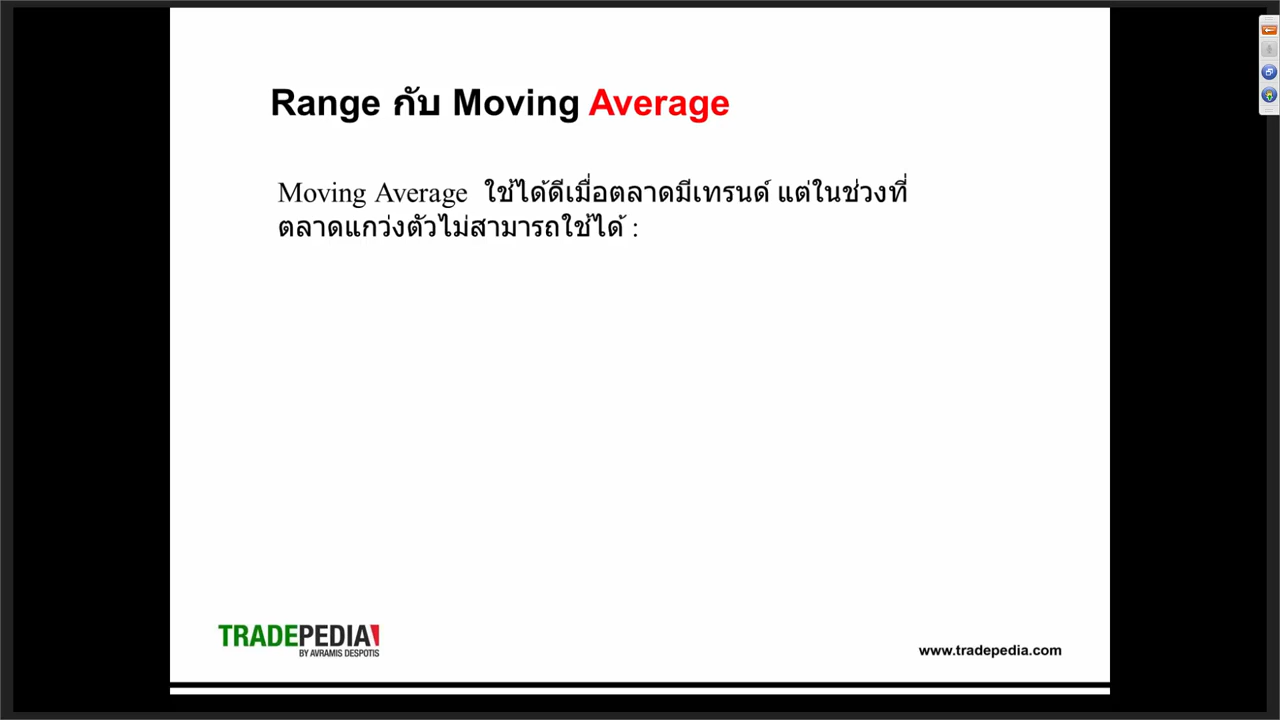 Range กับ Moving Average
Moving Average ใช้ได้ดีเมื่อตลาดมีเทรนด์ แต่ในช่วงที่
ตลาดแกว่งตัวไม่สามารถใช้ได้ :
TRADEPEDIA
BY AVRAMIS DESPOTIS
www.tradepedia.com